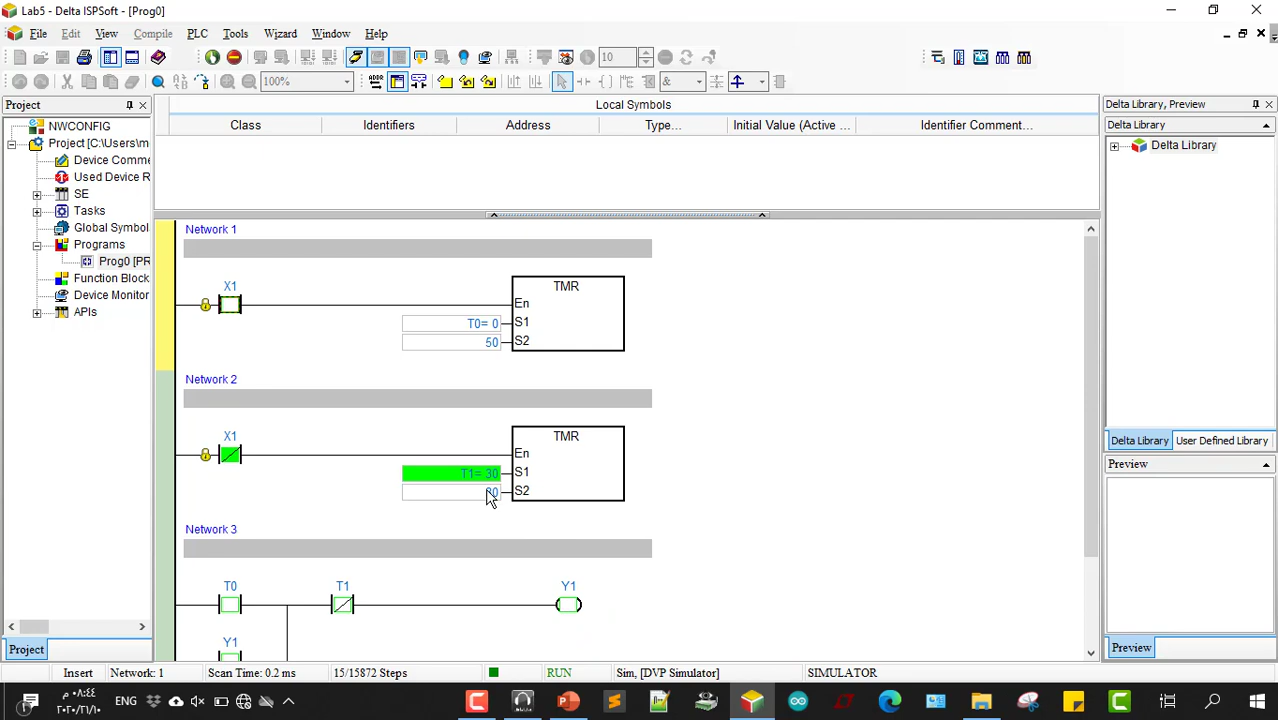 Lab5 - Delta ISPSoft - [Prog0]
File Edit View Compile PLC Tools Wizard Window Help
10
100%
ADDR
&
Project
NWCONFIG
Project [C:\Users\m
Device Comme
Used Device R
SE
Tasks
Global Symbol
Programs
Prog0 [PR
Function Block
Device Monitor
APIs
Project
Local Symbols
Class Identifiers Address Type... Initial Value (Active ... Identifier Comment...
Network 1
X1
TMR
En
T0= 0 S1
50 S2
Network 2
X1
TMR
En
T1= 30 S1
S2
Network 3
T0 T1 Y1
Y1
Delta Library, Preview
Delta Library
Delta Library
Delta Library User Defined Library
Preview
Preview
Insert Network: 1 Scan Time: 0.2 ms 15/15872 Steps RUN Sim, [DVP Simulator] SIMULATOR
ENG